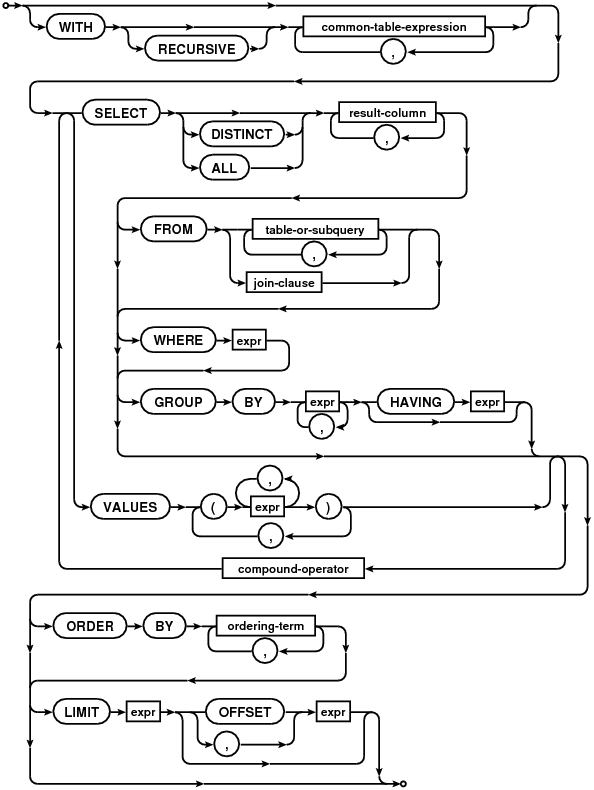 WITH
RECURSIVE
common-table-expression
,
SELECT
DISTINCT
ALL
result-column
,
FROM
table-or-subquery
,
join-clause
WHERE expr
GROUP BY expr HAVING expr
,
VALUES ( expr )
,
,
compound-operator
ORDER BY ordering-term
,
LIMIT expr OFFSET expr
,